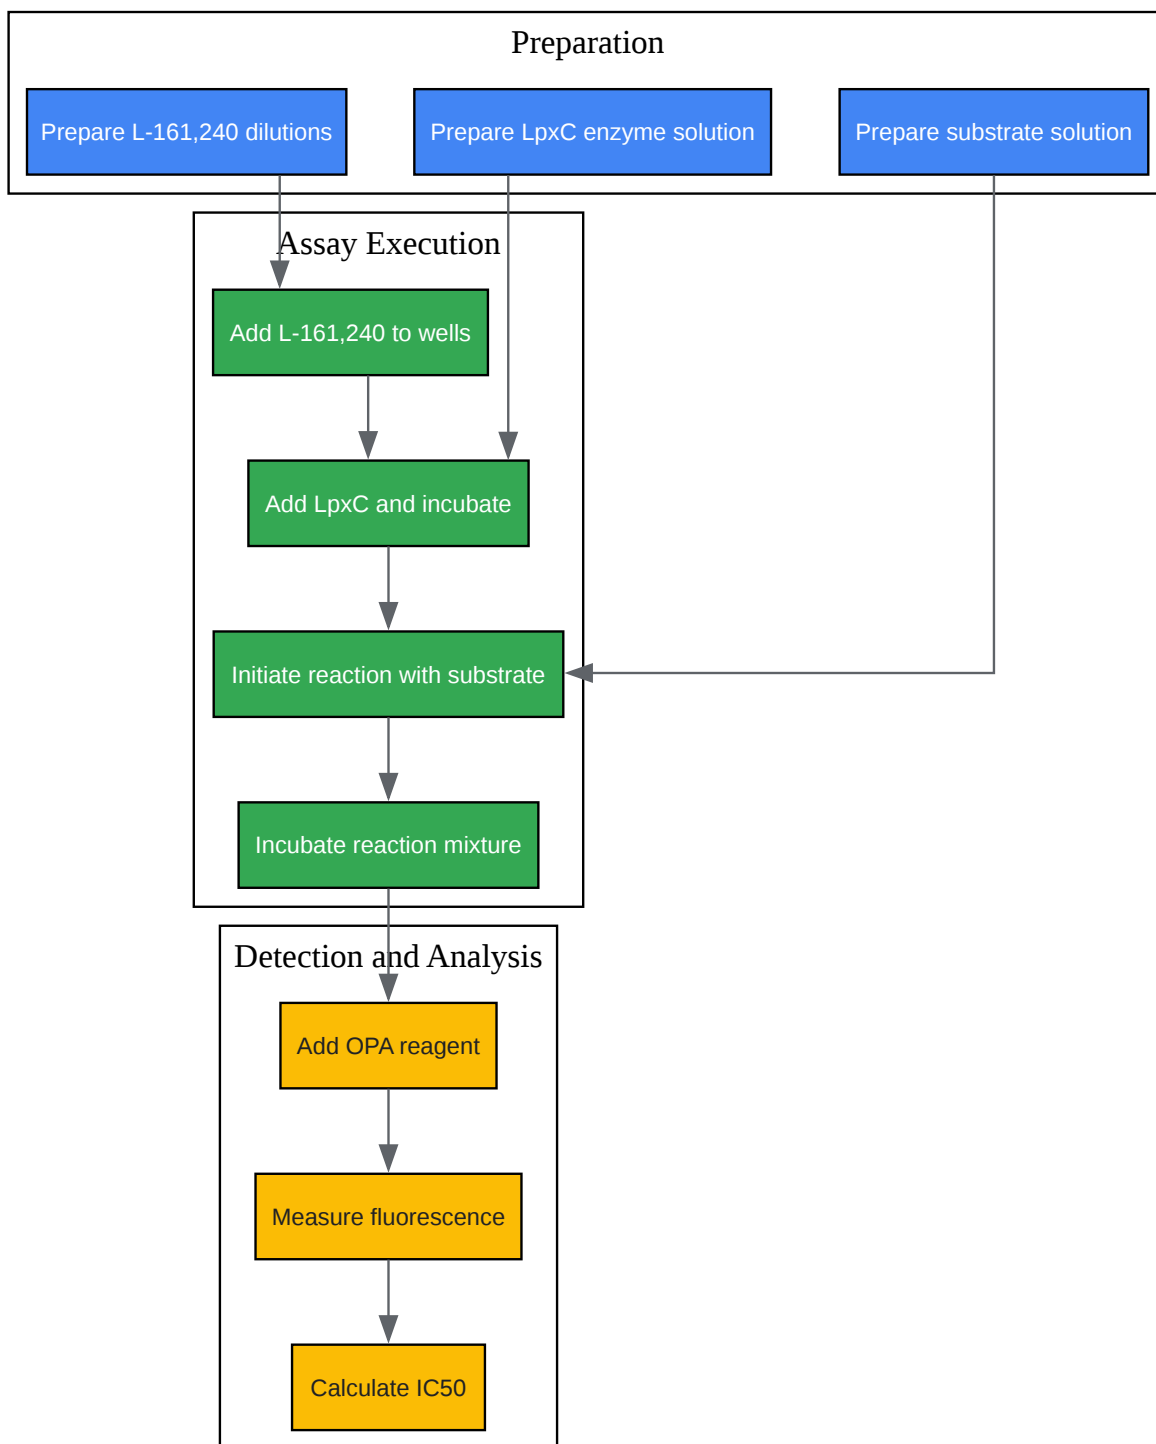 Preparation
Prepare L-161,240 dilutions
Prepare LpxC enzyme solution
Prepare substrate solution
Assay Execution
Add L-161,240 to wells
Add LpxC and incubate
Initiate reaction with substrate
Incubate reaction mixture
Detection and Analysis
Add OPA reagent
Measure fluorescence
Calculate IC50